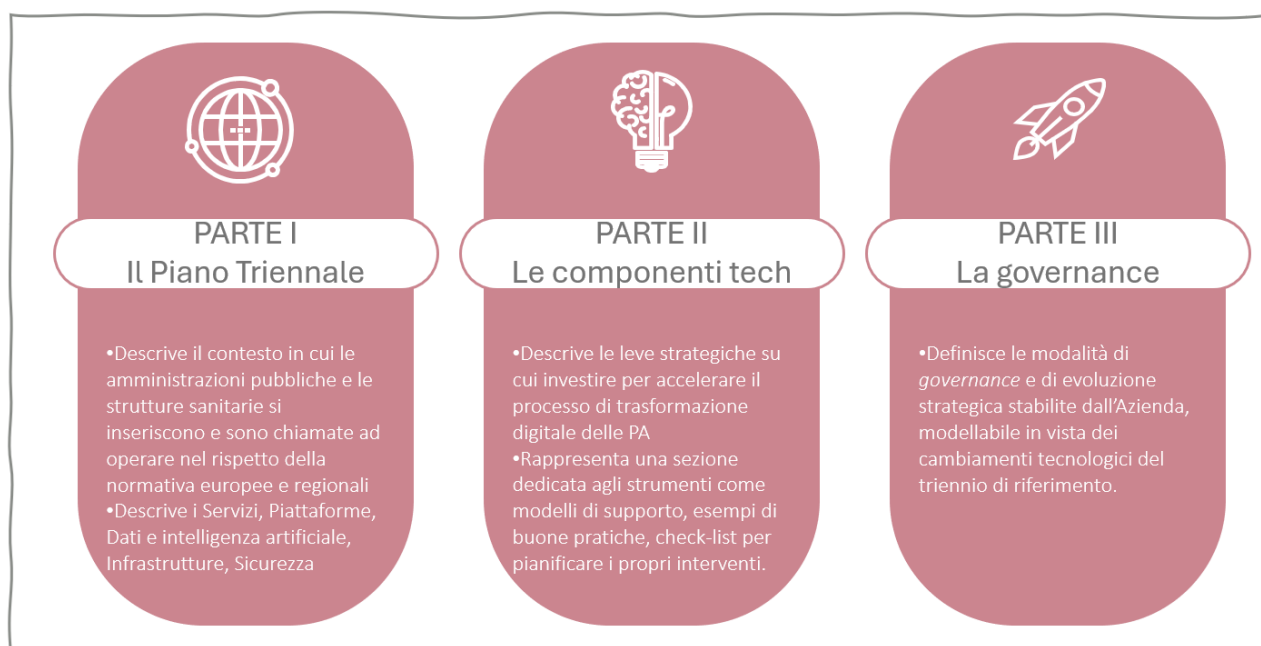 PARTE I
Il Piano Triennale
•Descrive il contesto in cui le
amministrazioni pubbliche e le
strutture sanitarie si
inseriscono e sono chiamate ad
operare nel rispetto della
normativa europee e regionali
•Descrive i Servizi, Piattaforme,
Dati e intelligenza artificiale,
Infrastrutture, Sicurezza
PARTE II
Le componenti tech
•Descrive le leve strategiche su
cui investire per accelerare il
processo di trasformazione
digitale delle PA
•Rappresenta una sezione
dedicata agli strumenti come
modelli di supporto, esempi di
buone pratiche, check-list per
pianificare i propri interventi.
PARTE III
La governance
•Definisce le modalità di
governance e di evoluzione
strategica stabilite dall’Azienda,
modellabile in vista dei
cambiamenti tecnologici del
triennio di riferimento.